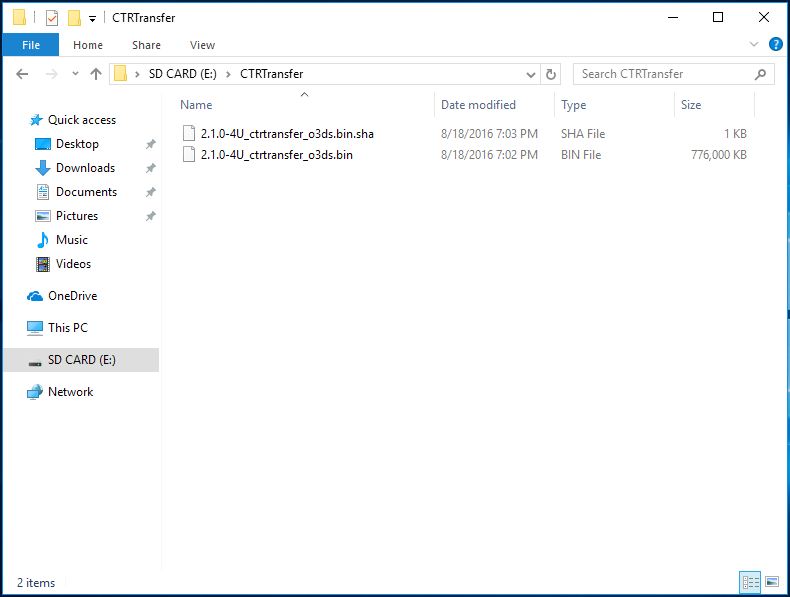 CTRTransfer
File Home Share View
SD CARD (E:) CTRTransfer Search CTRTransfer
Name Date modified Type Size
2.1.0-4U_ctrtransfer_o3ds.bin.sha 8/18/2016 7:03 PM SHA File 1 KB
2.1.0-4U_ctrtransfer_o3ds.bin 8/18/2016 7:02 PM BIN File 776,000 KB
Quick access
Desktop
Downloads
Documents
Pictures
Music
Videos
OneDrive
This PC
SD CARD (E:)
Network
2 items